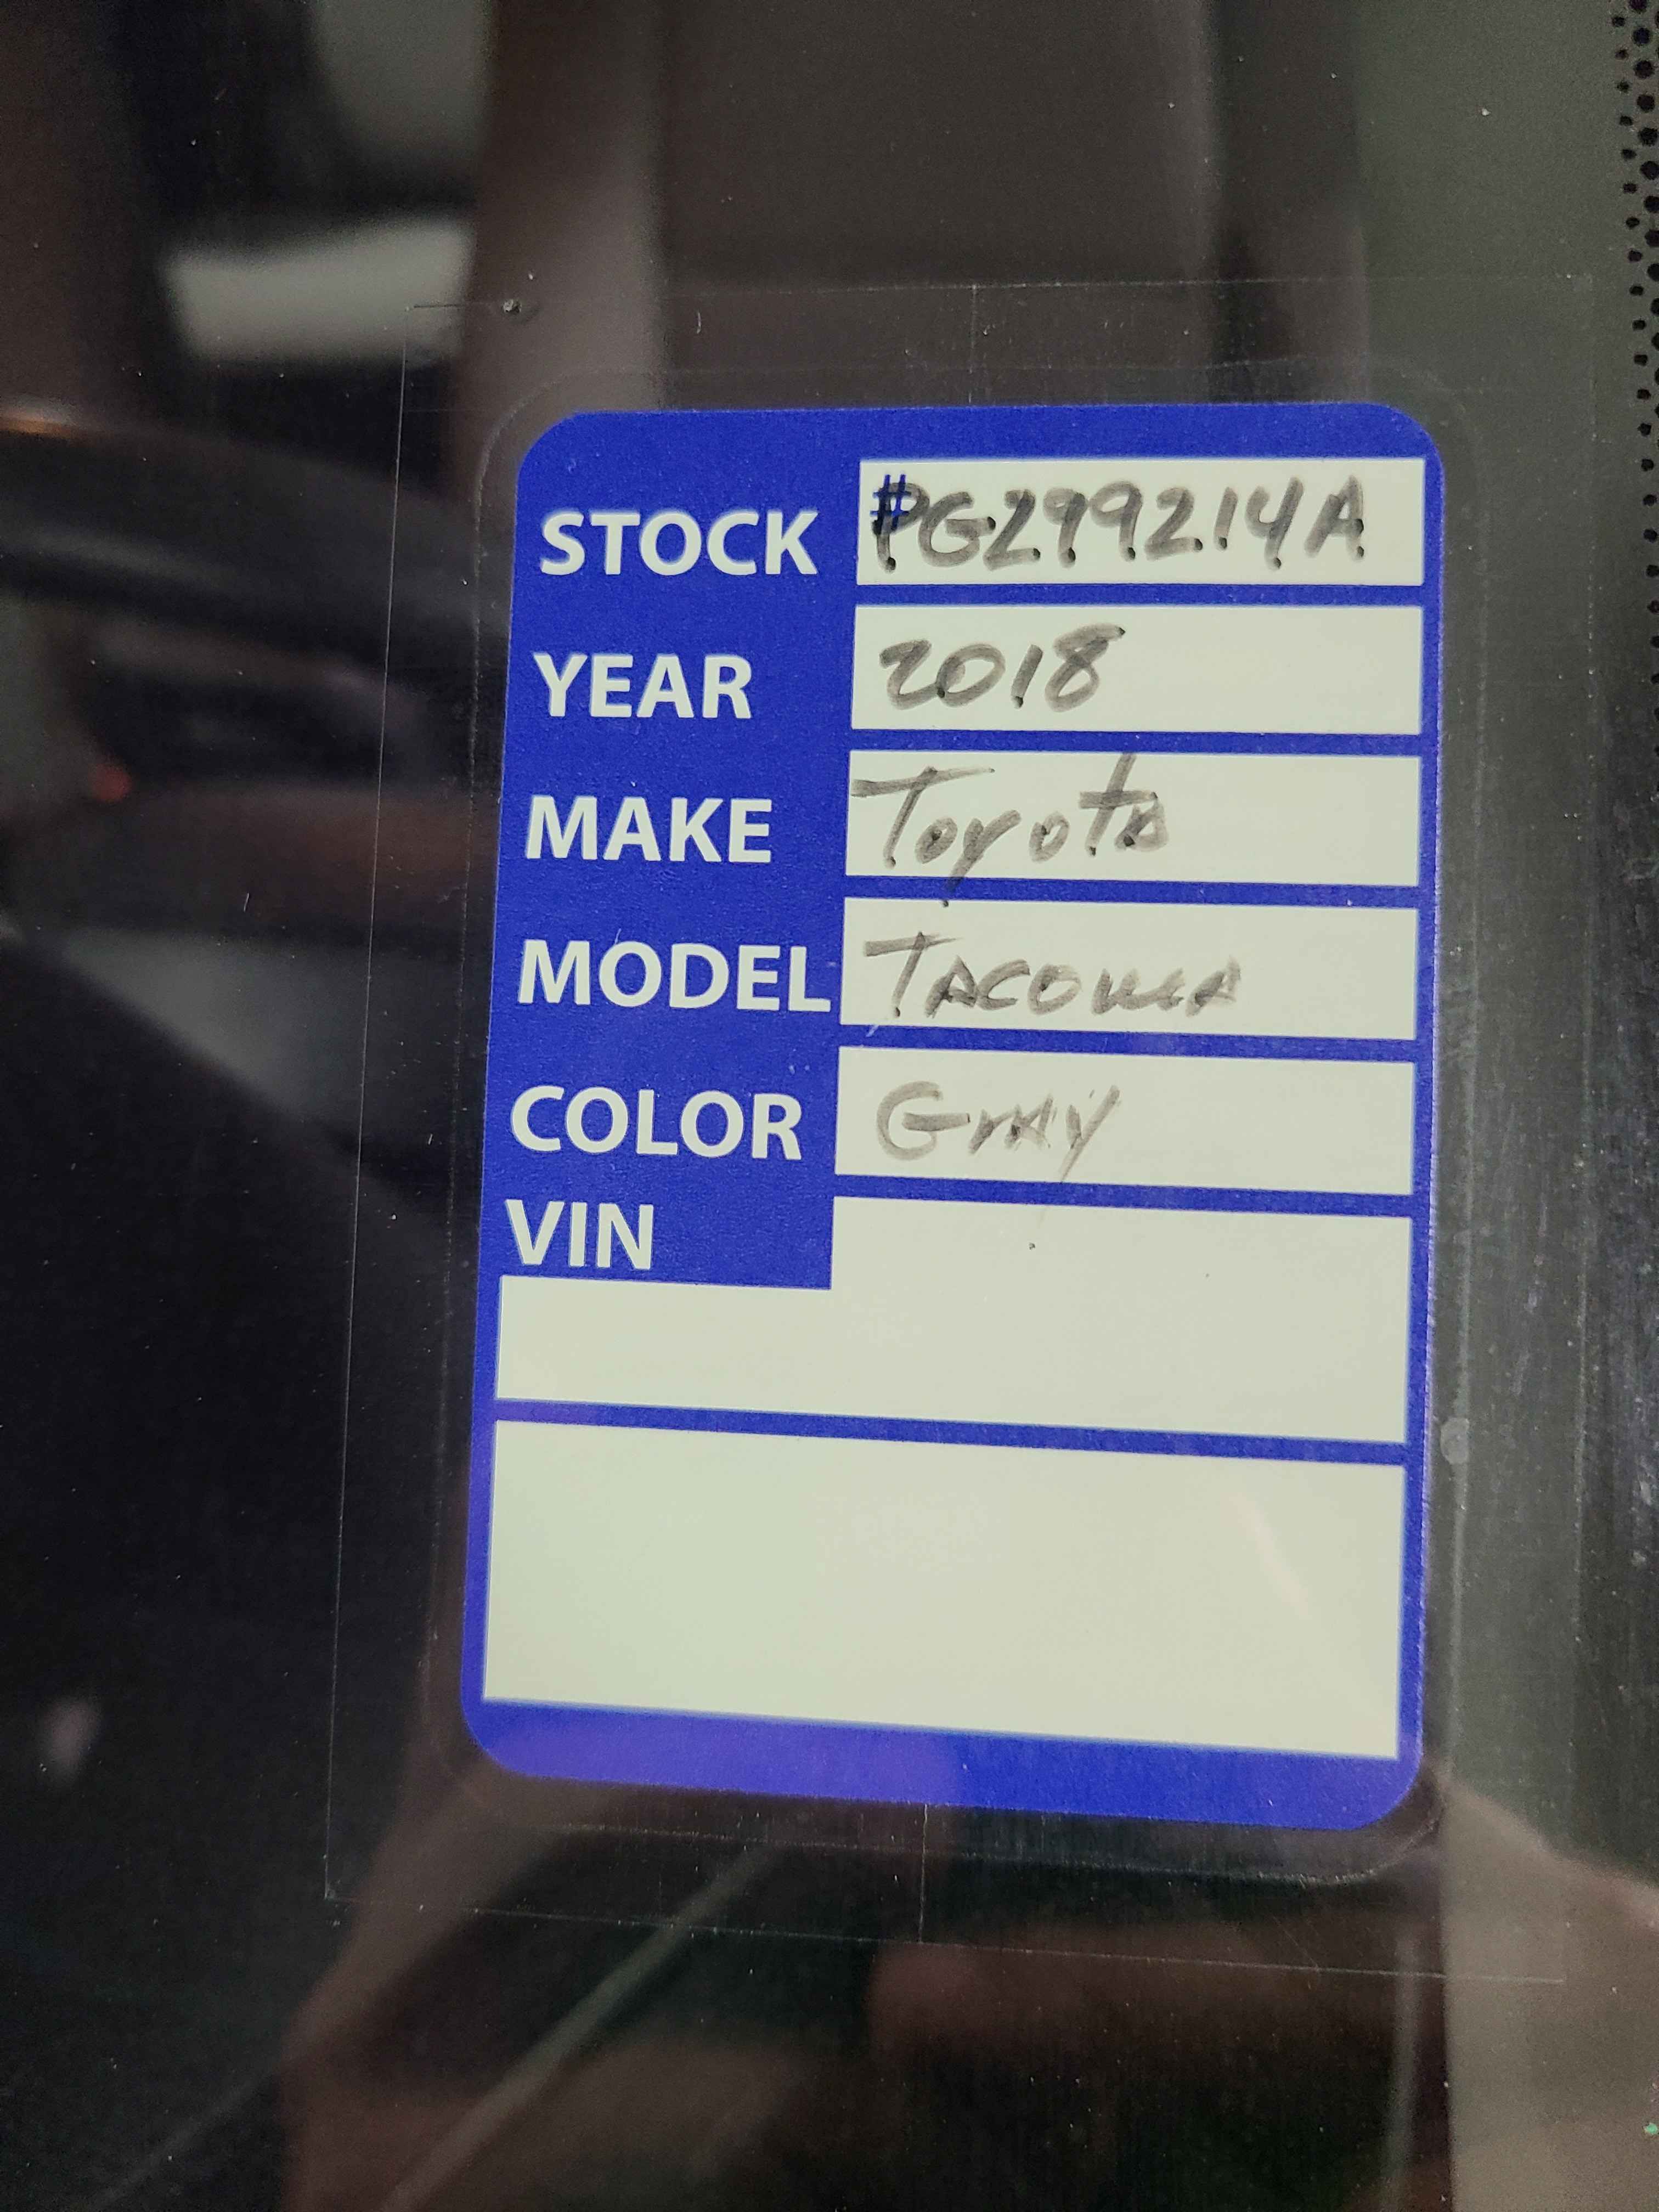 STOCK #PG299214A
YEAR 2018
MAKE Toyota
MODEL TACOMA
COLOR Gray
VIN